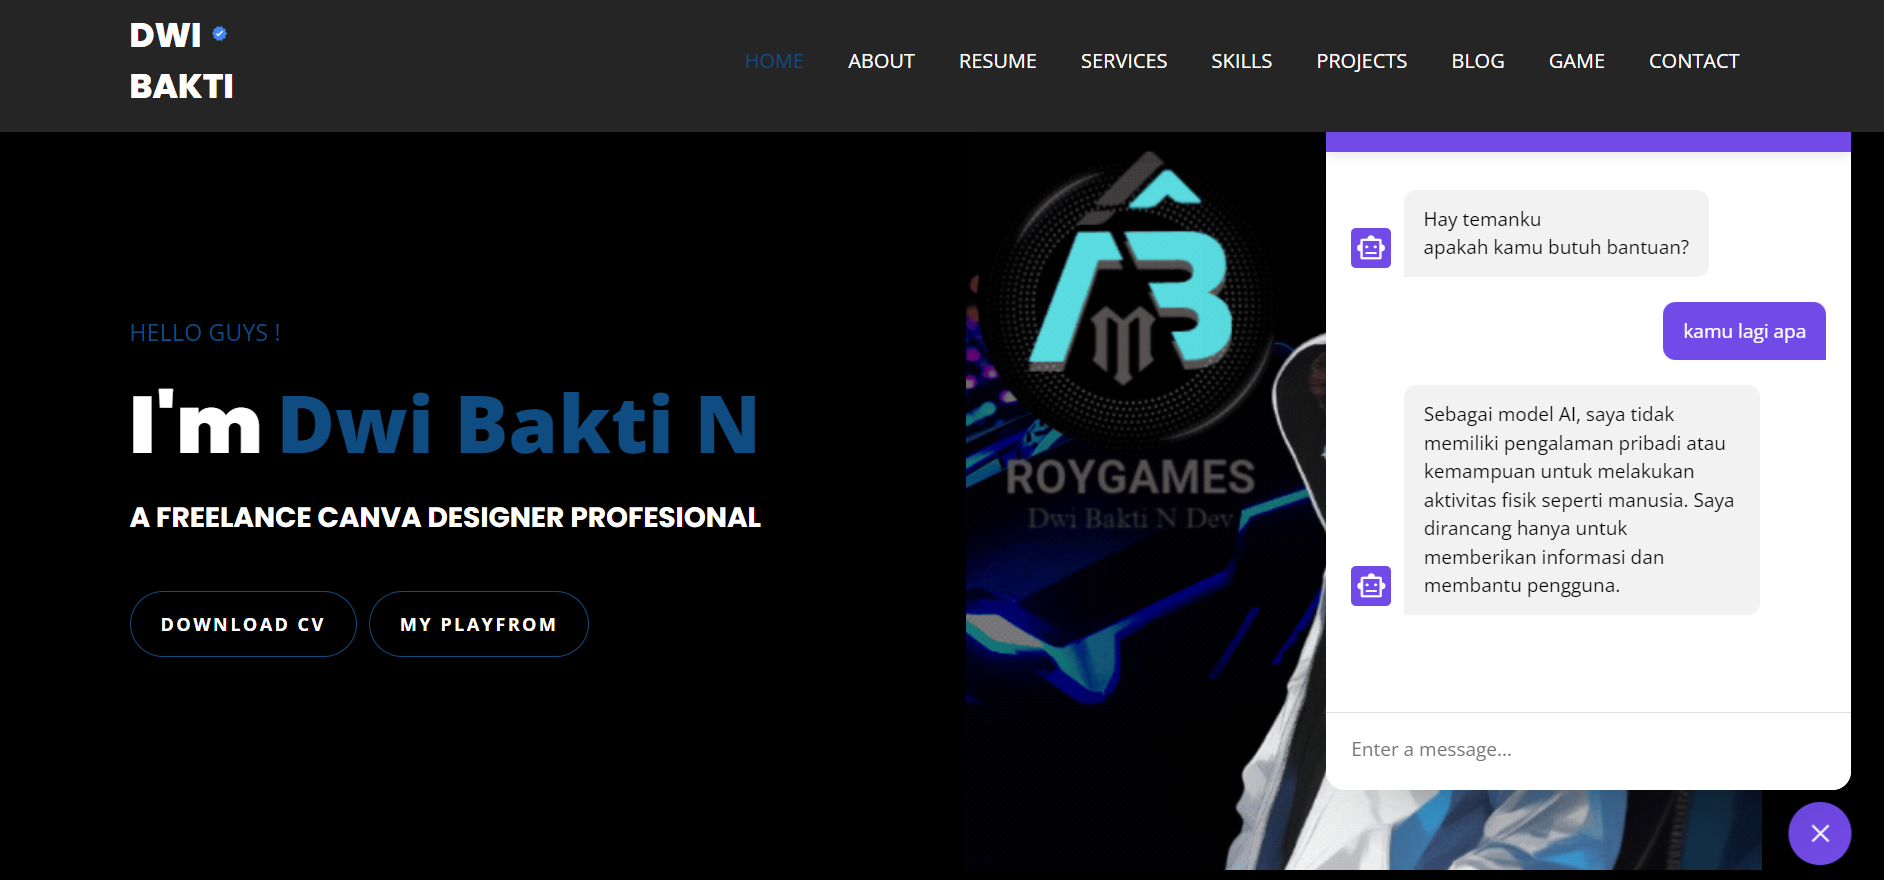 DWI
BAKTI
HOME ABOUT RESUME SERVICES SKILLS PROJECTS BLOG GAME CONTACT
HELLO GUYS !
I'm Dwi Bakti N
A FREELANCE CANVA DESIGNER PROFESIONAL
DOWNLOAD CV
MY PLAYFROM
ROYGAMES
Dwi Bakti N Dev
Hay temanku
apakah kamu butuh bantuan?
kamu lagi apa
Sebagai model AI, saya tidak
memiliki pengalaman pribadi atau
kemampuan untuk melakukan
aktivitas fisik seperti manusia. Saya
dirancang hanya untuk
memberikan informasi dan
membantu pengguna.
Enter a message...